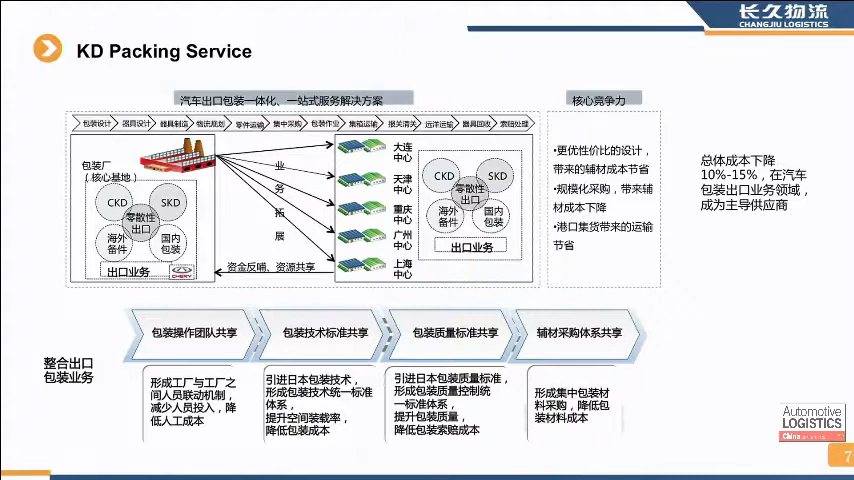 长久物流
CHANGJIU LOGISTICS
KD Packing Service
汽车出口包装一体化、一站式服务解决方案
核心竞争力
包装设计
器具设计
器具制造
物流规划
零件运输
集中采购
包装作业
集箱运输
报关清关
远洋运输
器具回收
索赔处理
包装厂
（核心基地）
CKD
SKD
零散性
出口
海外
备件
国内
包装
出口业务
CHERY
业
务
拓
展
资金反哺、资源共享
大连
中心
天津
中心
重庆
中心
广州
中心
上海
中心
CKD
SKD
零散性
出口
海外
备件
国内
包装
出口业务
•更优性价比的设计，
带来的辅材成本节省
•规模化采购，带来辅
材成本下降
•港口集货带来的运输
节省
总体成本下降
10%-15%，在汽车
包装出口业务领域，
成为主导供应商
整合出口
包装业务
包装操作团队共享
包装技术标准共享
包装质量标准共享
辅材采购体系共享
形成工厂与工厂之
间人员联动机制，
减少人员投入，降
低人工成本
引进日本包装技术，
形成包装技术统一标准
体系，
提升空间装载率，
降低包装成本
引进日本包装质量标准，
形成包装质量控制统
一标准体系，
提升包装质量，
降低包装索赔成本
形成集中包装材
料采购，降低包
装材料成本
Automotive
LOGISTICS
China
7